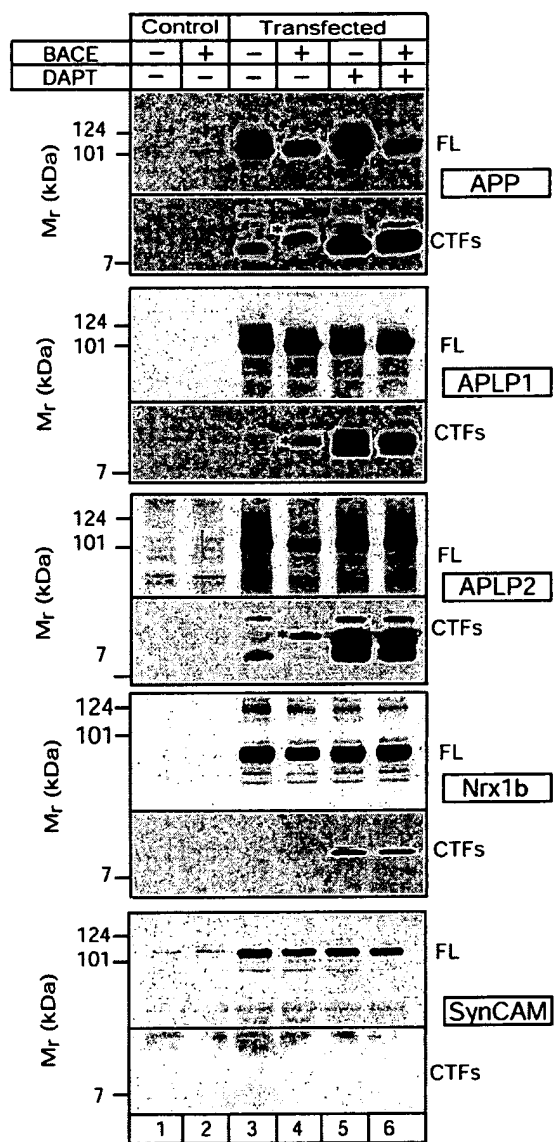 Control Transfected
BACE − + − + − +
DAPT − − − − + +
Mr (kDa)
124
101
FL
APP
*
CTFs
7
Mr (kDa)
124
101
FL
APLP1
CTFs
7
Mr (kDa)
124
101
FL
APLP2
* *
CTFs
7
Mr (kDa)
124
101
FL
Nrx1b
CTFs
7
Mr (kDa)
124
101
FL
SynCAM
CTFs
7
1 2 3 4 5 6